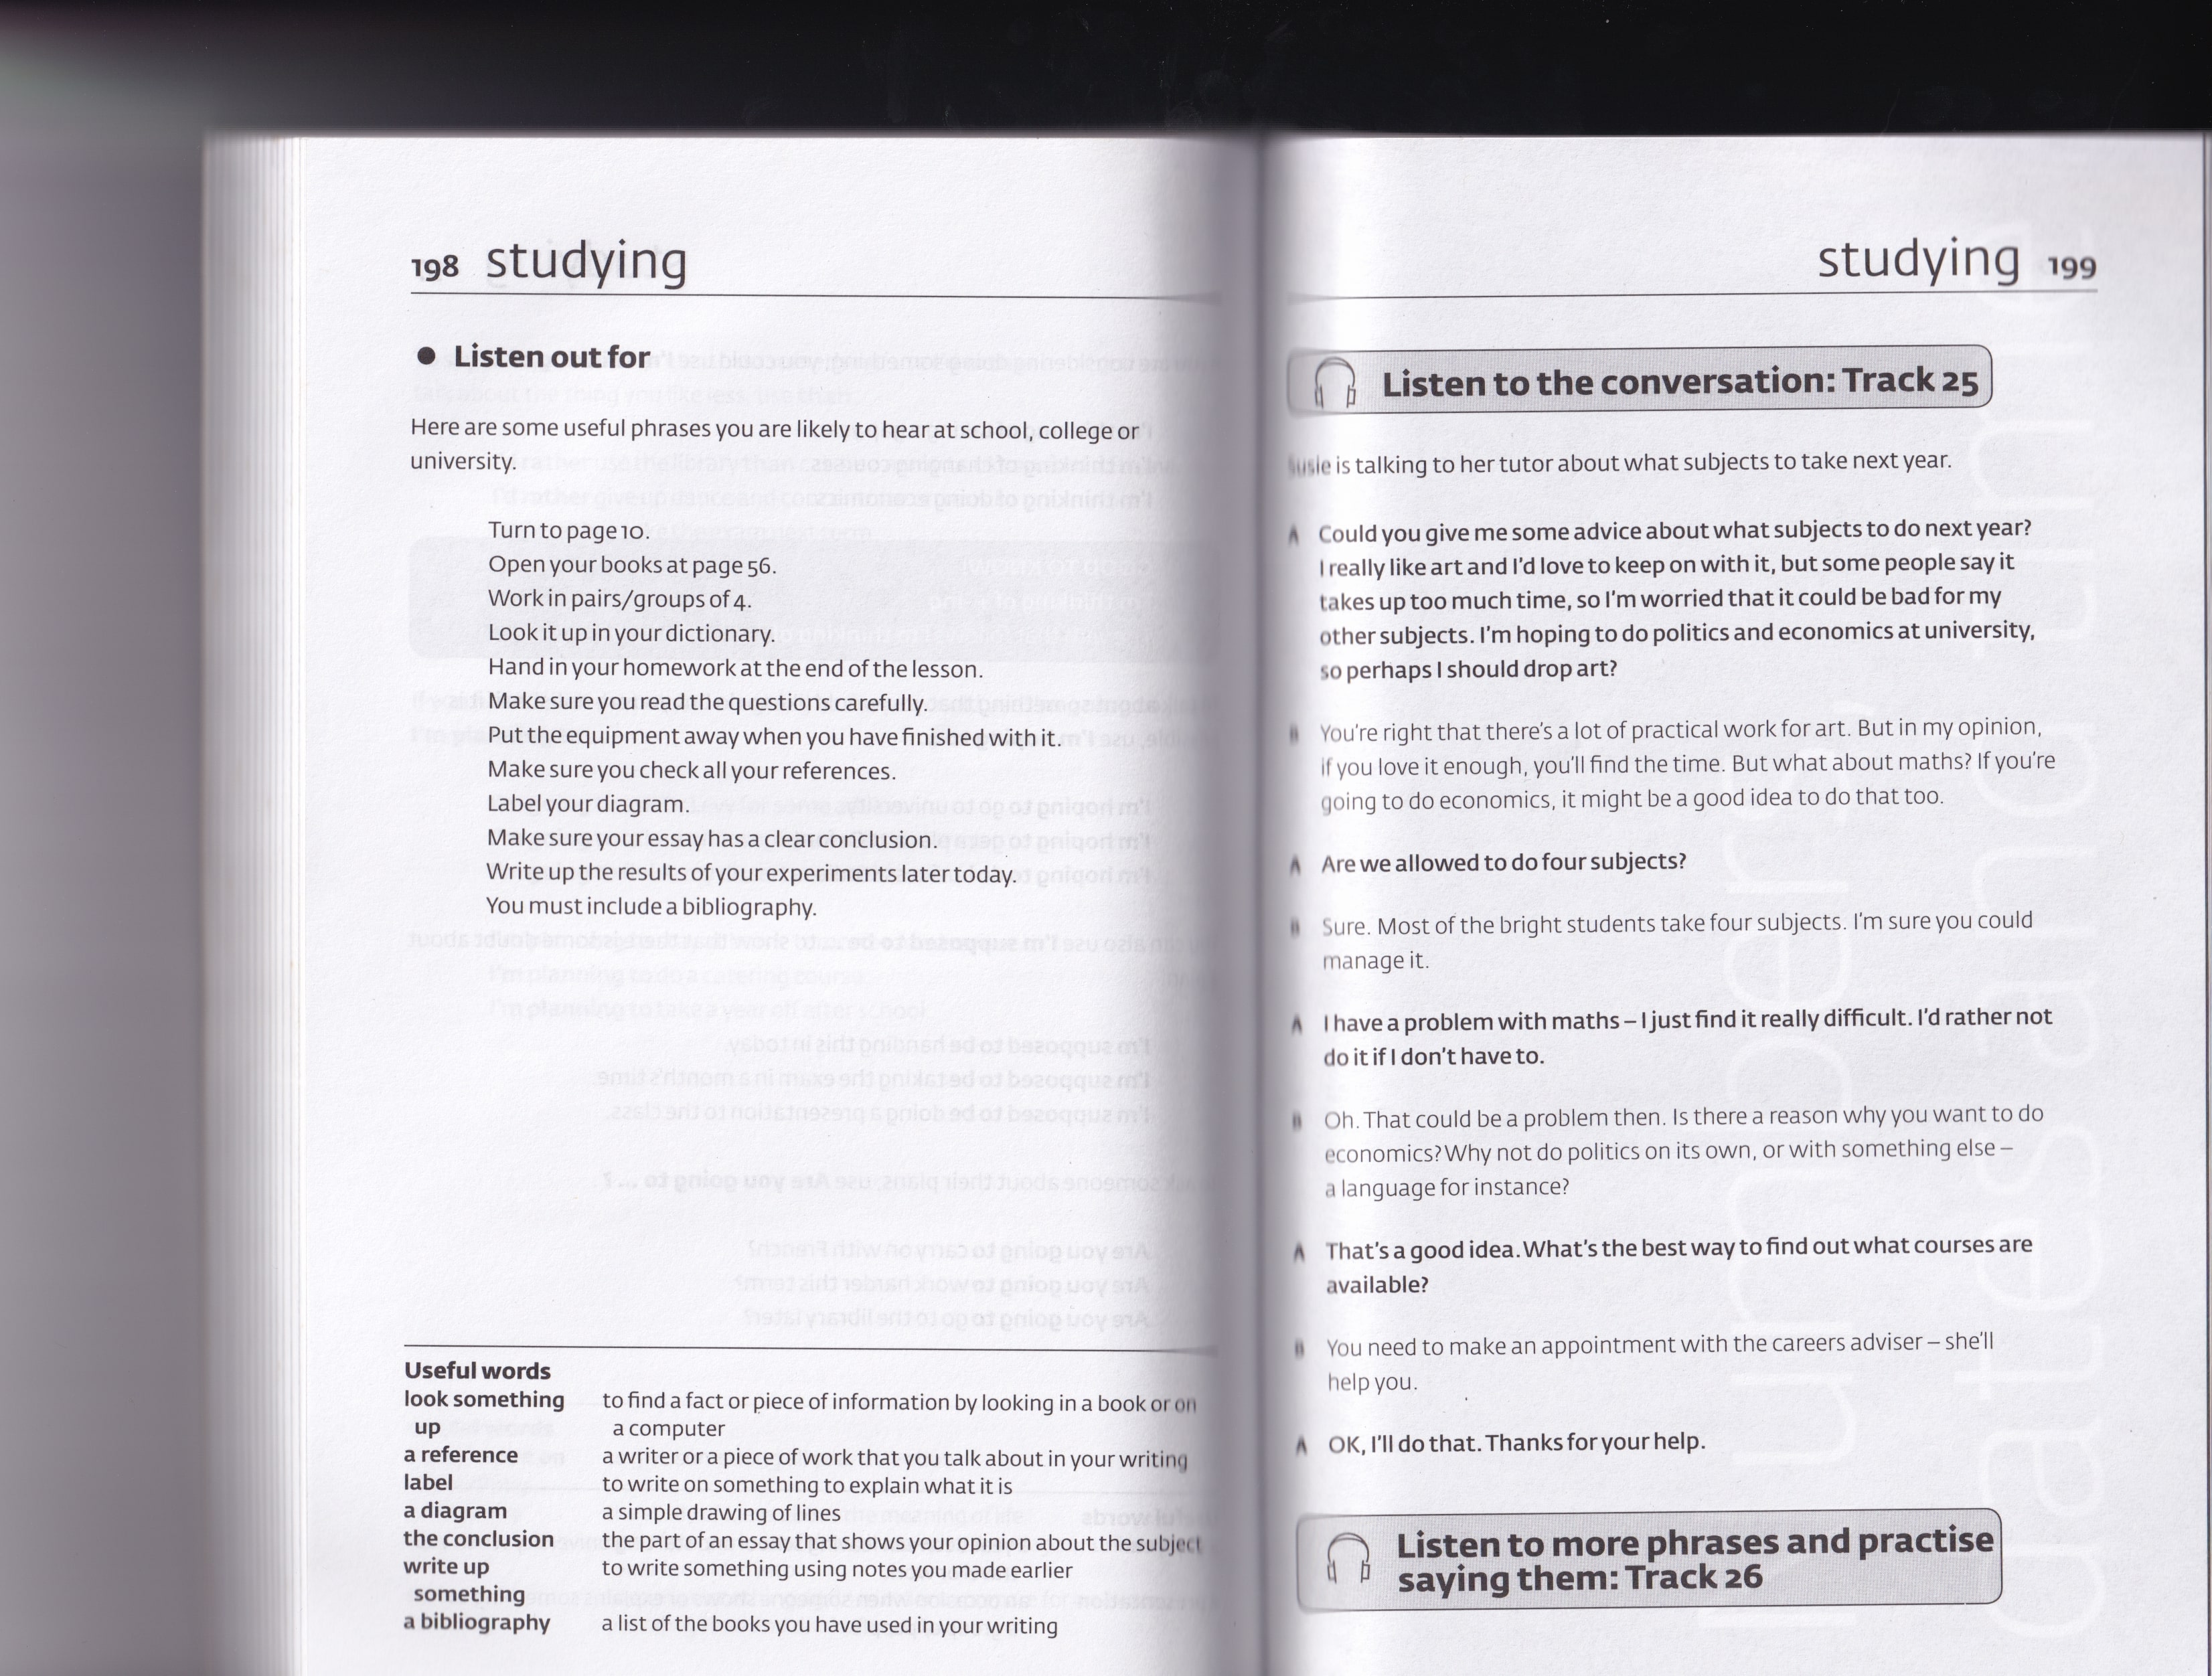 198 studying
● Listen out for
Here are some useful phrases you are likely to hear at school, college or
university.
Turn to page 10.
Open your books at page 56.
Work in pairs/groups of 4.
Look it up in your dictionary.
Hand in your homework at the end of the lesson.
Make sure you read the questions carefully.
Put the equipment away when you have finished with it.
Make sure you check all your references.
Label your diagram.
Make sure your essay has a clear conclusion.
Write up the results of your experiments later today.
You must include a bibliography.
Useful words
look something to find a fact or piece of information by looking in a book or on
up a computer
a reference a writer or a piece of work that you talk about in your writing
label to write on something to explain what it is
a diagram a simple drawing of lines
the conclusion the part of an essay that shows your opinion about the subject
write up to write something using notes you made earlier
something
a bibliography a list of the books you have used in your writing
studying 199
Listen to the conversation: Track 25
Susie is talking to her tutor about what subjects to take next year.
A Could you give me some advice about what subjects to do next year?
I really like art and I'd love to keep on with it, but some people say it
takes up too much time, so I'm worried that it could be bad for my
other subjects. I'm hoping to do politics and economics at university,
so perhaps I should drop art?
B You're right that there's a lot of practical work for art. But in my opinion,
if you love it enough, you'll find the time. But what about maths? If you're
going to do economics, it might be a good idea to do that too.
A Are we allowed to do four subjects?
B Sure. Most of the bright students take four subjects. I'm sure you could
manage it.
A I have a problem with maths – I just find it really difficult. I'd rather not
do it if I don't have to.
B Oh. That could be a problem then. Is there a reason why you want to do
economics? Why not do politics on its own, or with something else –
a language for instance?
A That's a good idea. What's the best way to find out what courses are
available?
B You need to make an appointment with the careers adviser – she'll
help you.
A OK, I'll do that. Thanks for your help.
Listen to more phrases and practise
saying them: Track 26